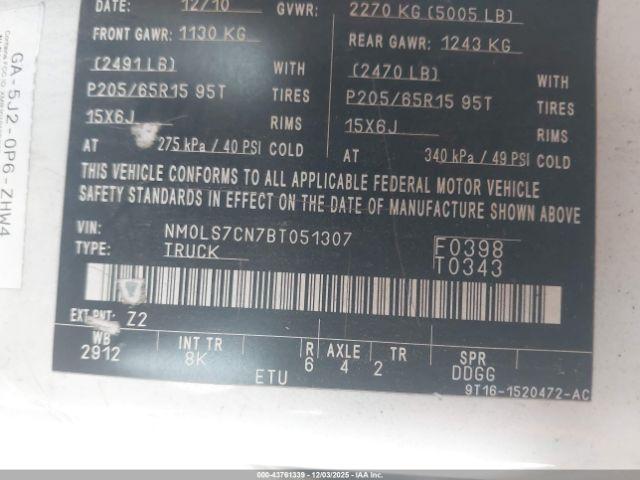 DATE: 12/10 GVWR: 2270 KG (5005 LB)
FRONT GAWR: 1130 KG REAR GAWR: 1243 KG
(2491 LB) WITH (2470 LB) WITH
P205/65R15 95T TIRES P205/65R15 95T TIRES
15X6J RIMS 15X6J RIMS
AT 275 kPa / 40 PSI COLD AT 340 kPa / 49 PSI COLD
THIS VEHICLE CONFORMS TO ALL APPLICABLE FEDERAL MOTOR VEHICLE
SAFETY STANDARDS IN EFFECT ON THE DATE OF MANUFACTURE SHOWN ABOVE
VIN: NM0LS7CN7BT051307 F0398
TYPE: TRUCK T0343
EXT PNT: Z2
WB INT TR R AXLE TR SPR
2912 8K 6 4 2 DDGG
ETU 9T16-1520472-AC
GA-5J2-0P6-ZHW4
© 00-43761339 - 12/03/2025 - IAA Inc.